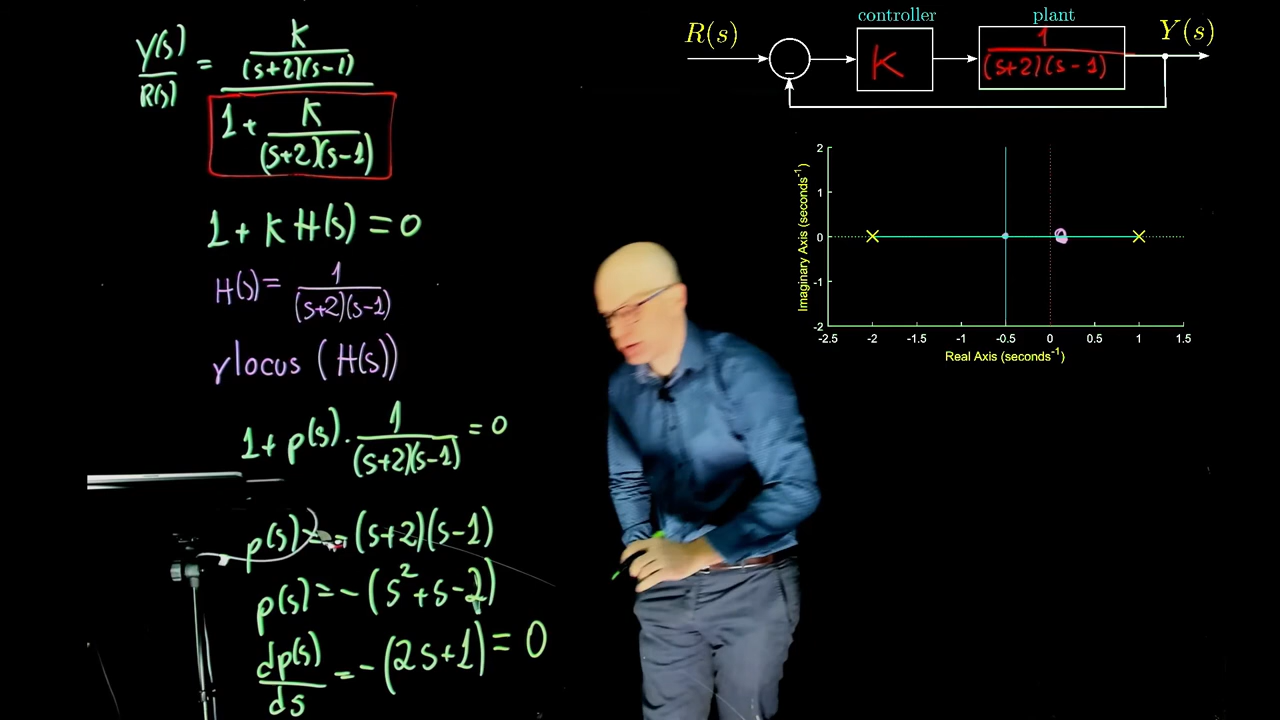 Y(s)/R(s) = (K/((s+2)(s-1))) / (1+ K/((s+2)(s-1)))
1 + K H(s) = 0
H(s) = 1/((s+2)(s-1))
rlocus (H(s))
1 + p(s) · 1/((s+2)(s-1)) = 0
p(s) = -(s+2)(s-1)
p(s) = -(s²+s-2)
dp(s)/ds = -(2s+1) = 0
controller
plant
R(s)
K
1/((s+2)(s-1))
Y(s)
-
Imaginary Axis (seconds⁻¹)
2
1
0
-1
-2
-2.5 -2 -1.5 -1 -0.5 0 0.5 1 1.5
Real Axis (seconds⁻¹)